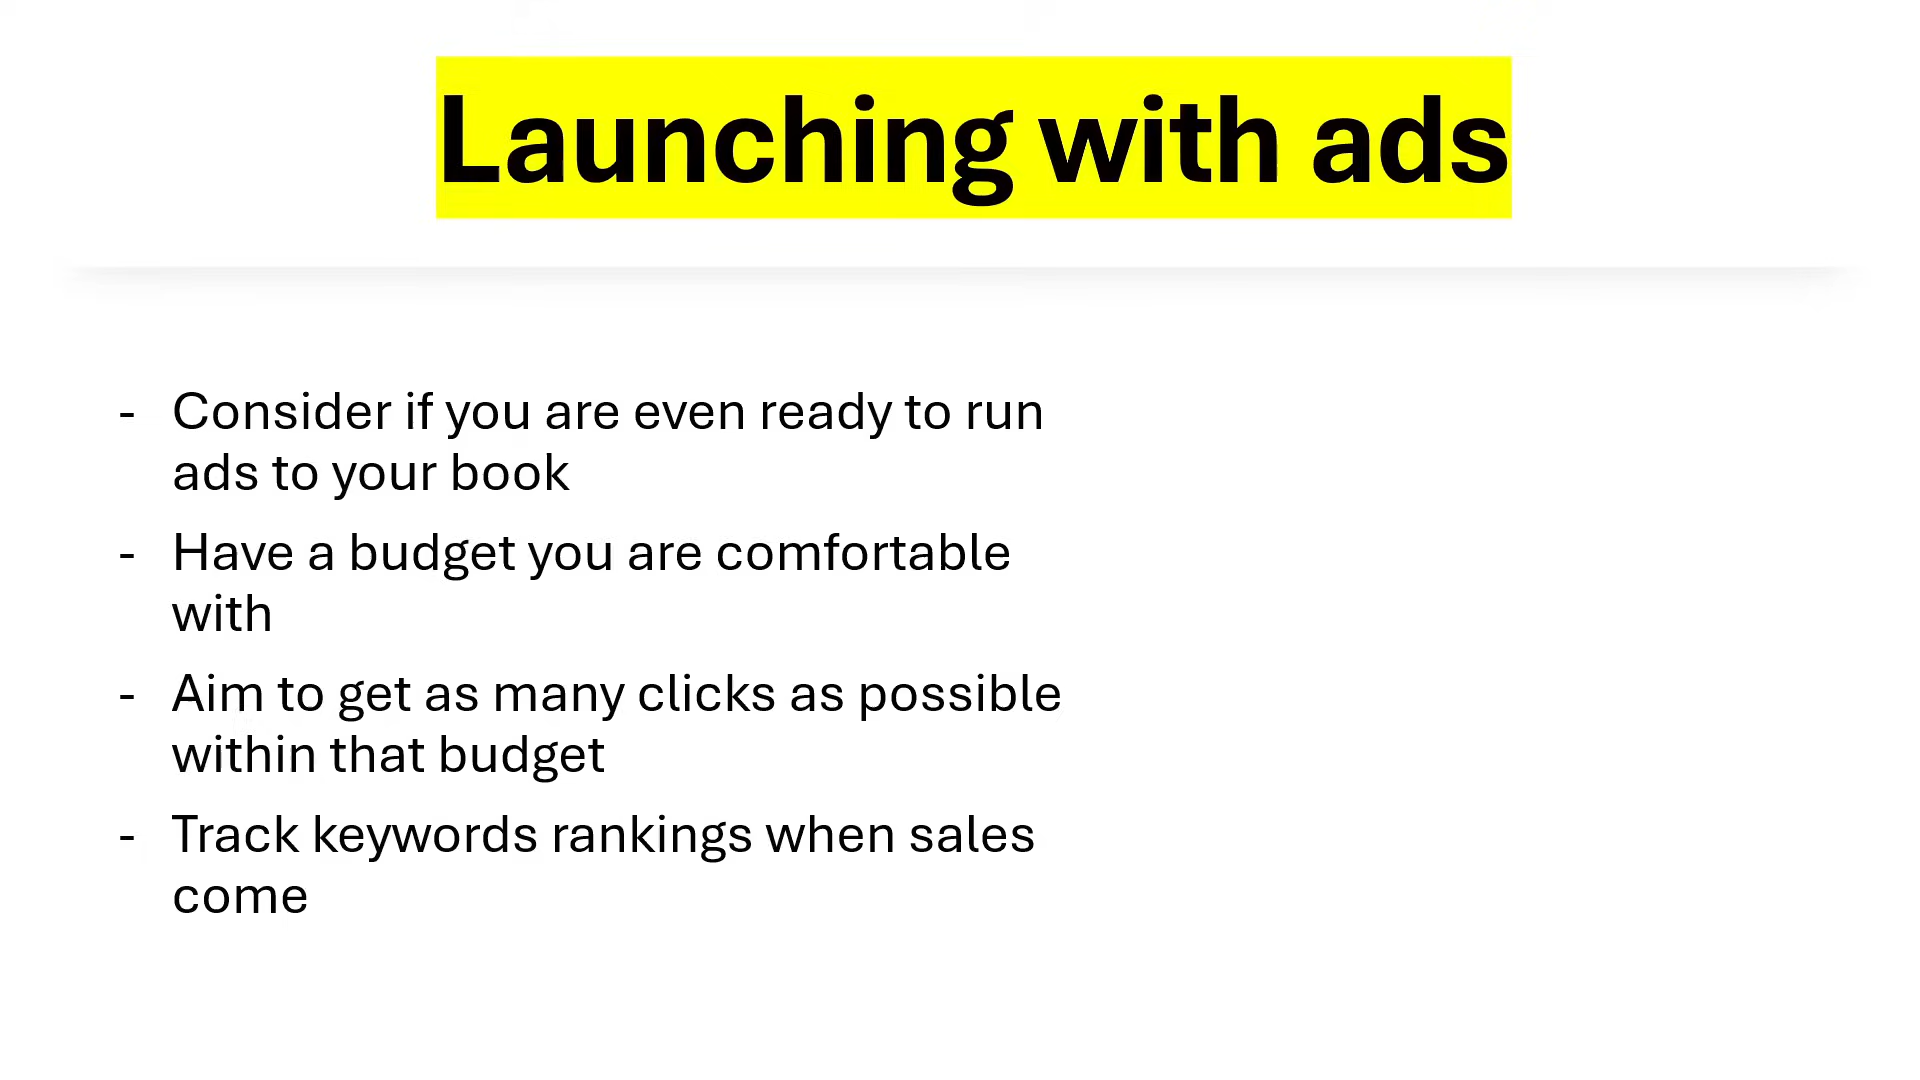 Launching with ads
- Consider if you are even ready to run
ads to your book
- Have a budget you are comfortable
with
- Aim to get as many clicks as possible
within that budget
- Track keywords rankings when sales
come